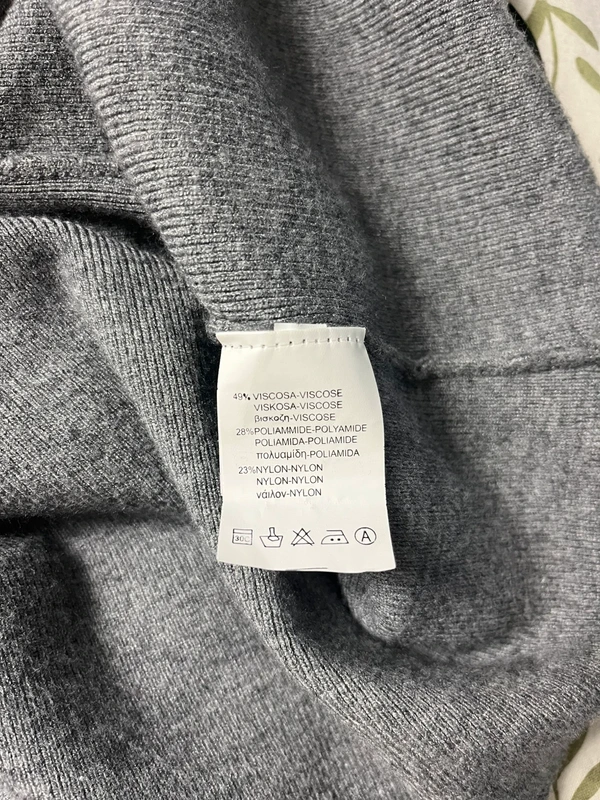 49% VISCOSA-VISCOSE
VISKOSA-VISCOSE
βισκοζη-VISCOSE
28%POLIAMMIDE-POLYAMIDE
POLIAMIDA-POLIAMIDE
πολυαμίδη-POLIAMIDA
23%NYLON-NYLON
NYLON-NYLON
νάιλον-NYLON
30C A